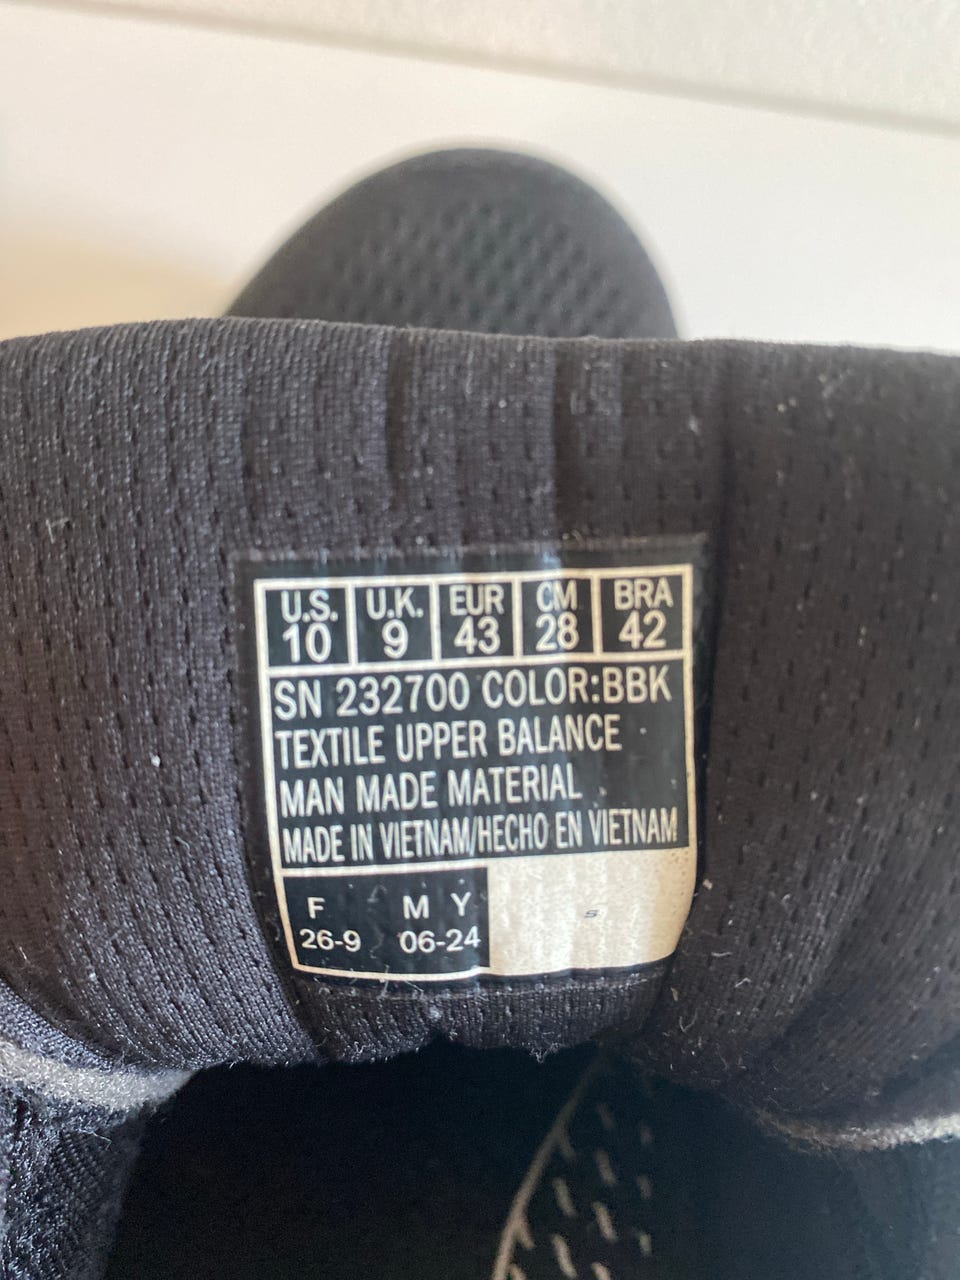 U.S. U.K. EUR CM BRA
10 9 43 28 42
SN 232700 COLOR:BBK
TEXTILE UPPER BALANCE
MAN MADE MATERIAL
MADE IN VIETNAM/HECHO EN VIETNAM
F M Y
26-9 06-24
S